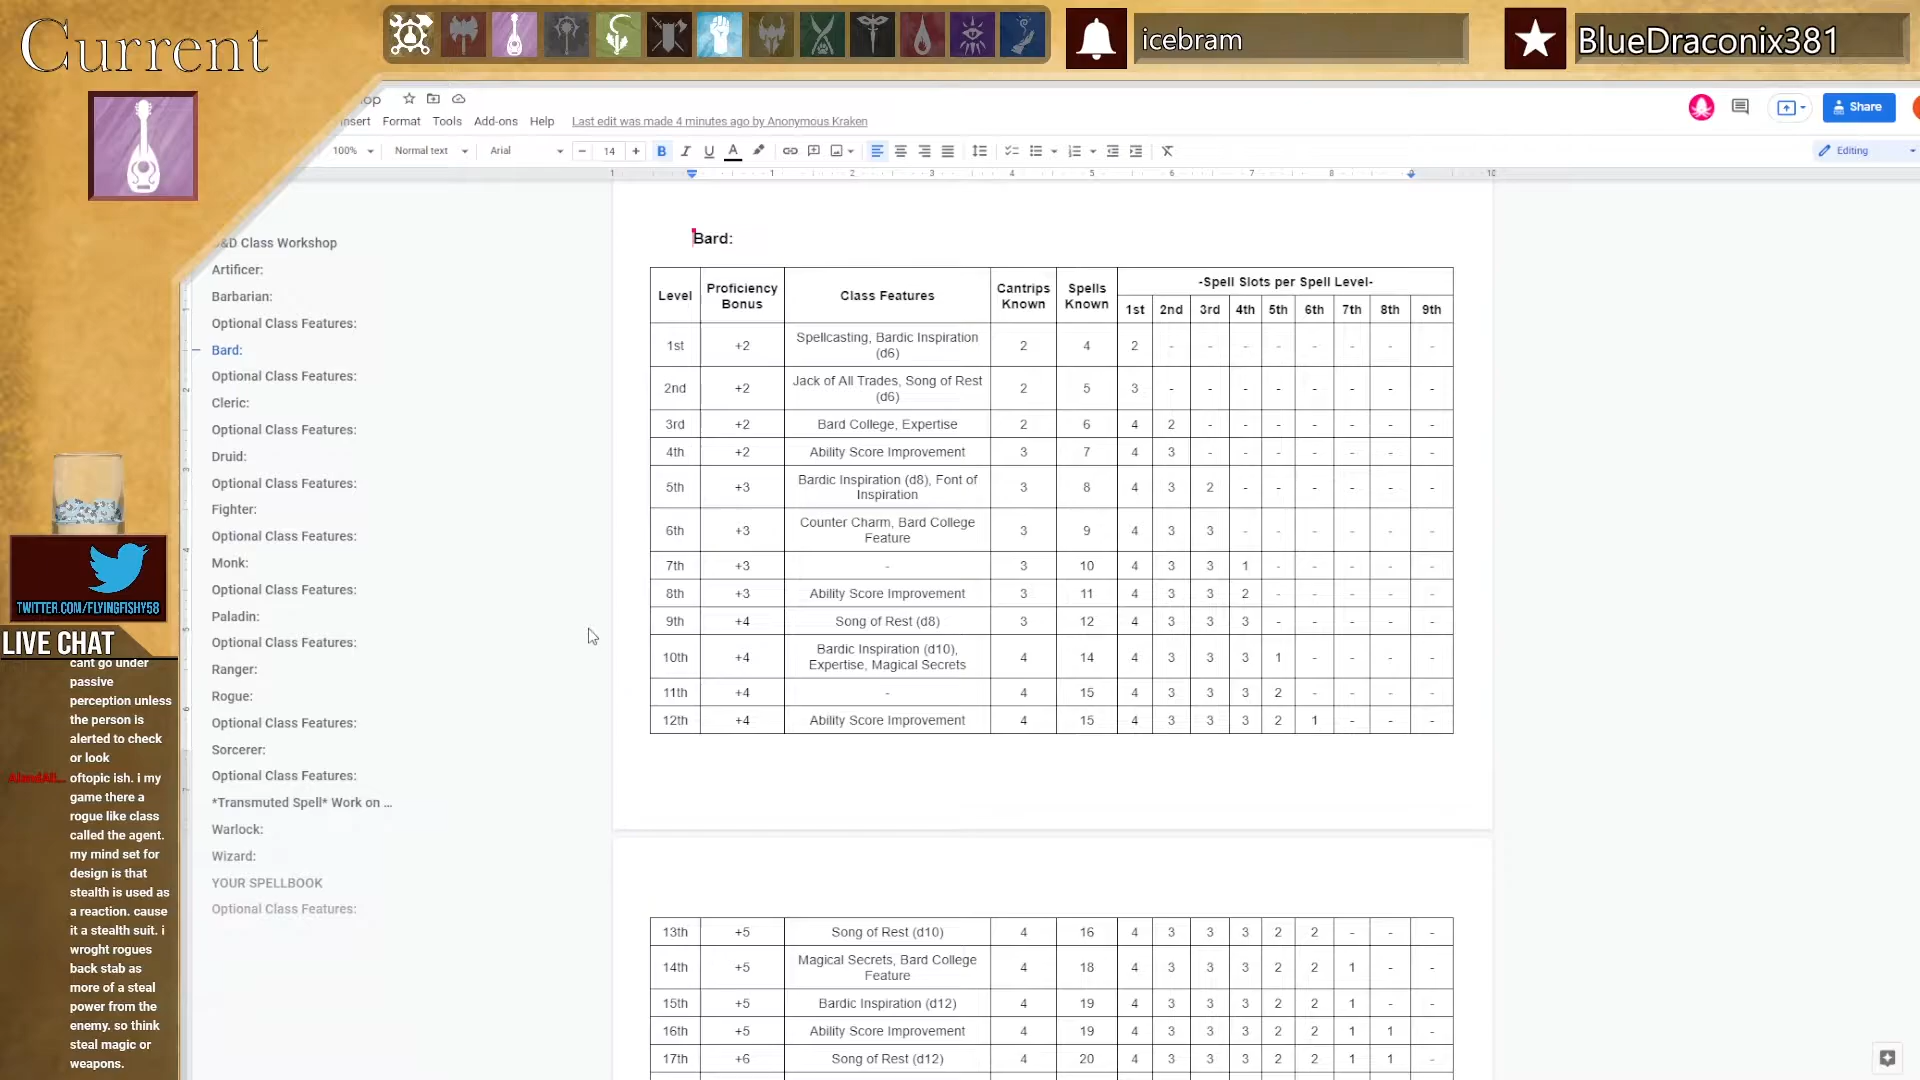 Current
icebram
BlueDraconix381
op
nsert Format Tools Add-ons Help Last edit was made 4 minutes ago by Anonymous Kraken
Share
100% Normal text Arial 14 Editing
1 1 2 3 4 5 6 7 8 9 10
&D Class Workshop
Artificer:
Barbarian:
Optional Class Features:
Bard:
Optional Class Features:
Cleric:
Optional Class Features:
Druid:
Optional Class Features:
Fighter:
Optional Class Features:
Monk:
Optional Class Features:
Paladin:
Optional Class Features:
Ranger:
Rogue:
Optional Class Features:
Sorcerer:
Optional Class Features:
*Transmuted Spell* Work on ...
Warlock:
Wizard:
YOUR SPELLBOOK
Optional Class Features:
Bard:
Level Proficiency Bonus Class Features Cantrips Known Spells Known -Spell Slots per Spell Level-
1st 2nd 3rd 4th 5th 6th 7th 8th 9th
1st +2 Spellcasting, Bardic Inspiration (d6) 2 4 2 - - - - - - - -
2nd +2 Jack of All Trades, Song of Rest (d6) 2 5 3 - - - - - - - -
3rd +2 Bard College, Expertise 2 6 4 2 - - - - - - -
4th +2 Ability Score Improvement 3 7 4 3 - - - - - - -
5th +3 Bardic Inspiration (d8), Font of Inspiration 3 8 4 3 2 - - - - - -
6th +3 Counter Charm, Bard College Feature 3 9 4 3 3 - - - - - -
7th +3 - 3 10 4 3 3 1 - - - - -
8th +3 Ability Score Improvement 3 11 4 3 3 2 - - - - -
9th +4 Song of Rest (d8) 3 12 4 3 3 3 - - - - -
10th +4 Bardic Inspiration (d10), Expertise, Magical Secrets 4 14 4 3 3 3 1 - - - -
11th +4 - 4 15 4 3 3 3 2 - - - -
12th +4 Ability Score Improvement 4 15 4 3 3 3 2 1 - - -
13th +5 Song of Rest (d10) 4 16 4 3 3 3 2 2 - - -
14th +5 Magical Secrets, Bard College Feature 4 18 4 3 3 3 2 2 1 - -
15th +5 Bardic Inspiration (d12) 4 19 4 3 3 3 2 2 1 - -
16th +5 Ability Score Improvement 4 19 4 3 3 3 2 2 1 1 -
17th +6 Song of Rest (d12) 4 20 4 3 3 3 2 2 1 1 -
TWITTER.COM/FLYINGFISHY58
LIVE CHAT
cant go under
passive
perception unless
the person is
alerted to check
or look
oftopic ish. i my
game there a
rogue like class
called the agent.
my mind set for
design is that
stealth is used as
a reaction. cause
it a stealth suit. i
wroght rogues
back stab as
more of a steal
power from the
enemy. so think
steal magic or
weapons.